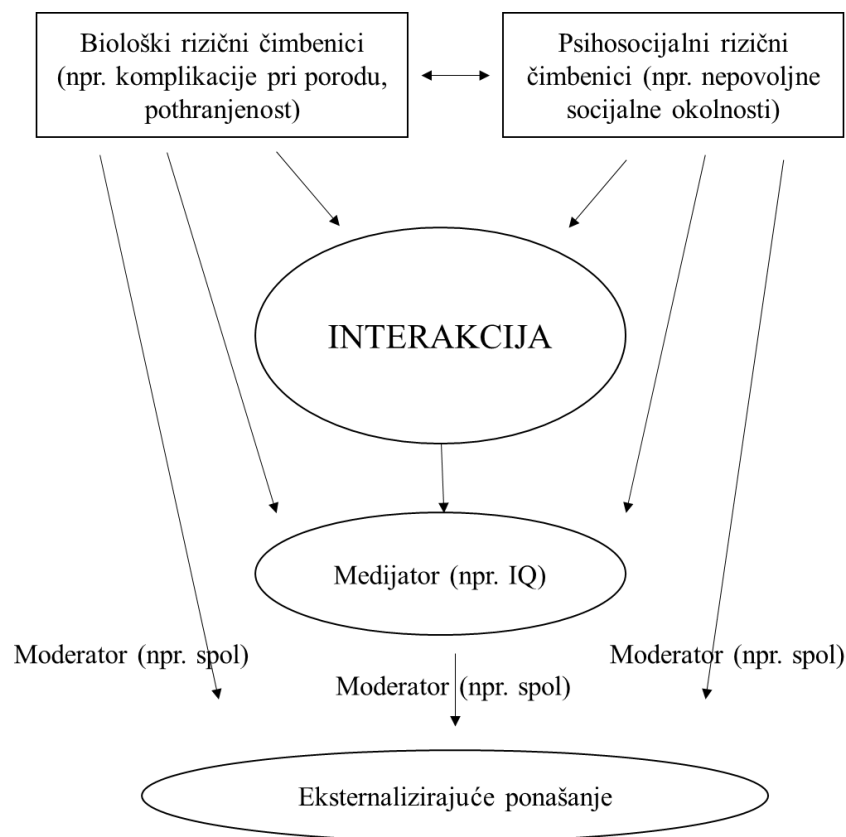 Biološki rizični čimbenici
(npr. komplikacije pri porodu,
pothranjenost)
Psihosocijalni rizični
čimbenici (npr. nepovoljne
socijalne okolnosti)
INTERAKCIJA
Medijator (npr. IQ)
Moderator (npr. spol)
Moderator (npr. spol)
Moderator (npr. spol)
Eksternalizirajuće ponašanje